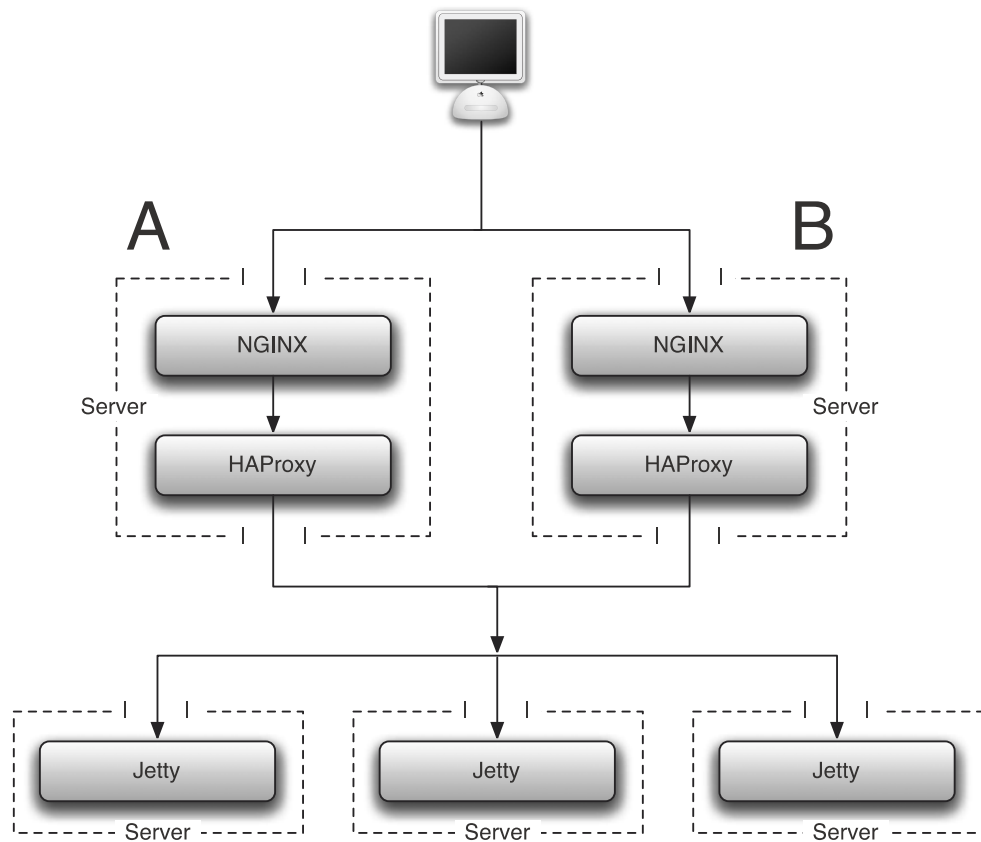 A
B
NGINX
NGINX
Server
Server
HAProxy
HAProxy
Jetty
Jetty
Jetty
Server
Server
Server